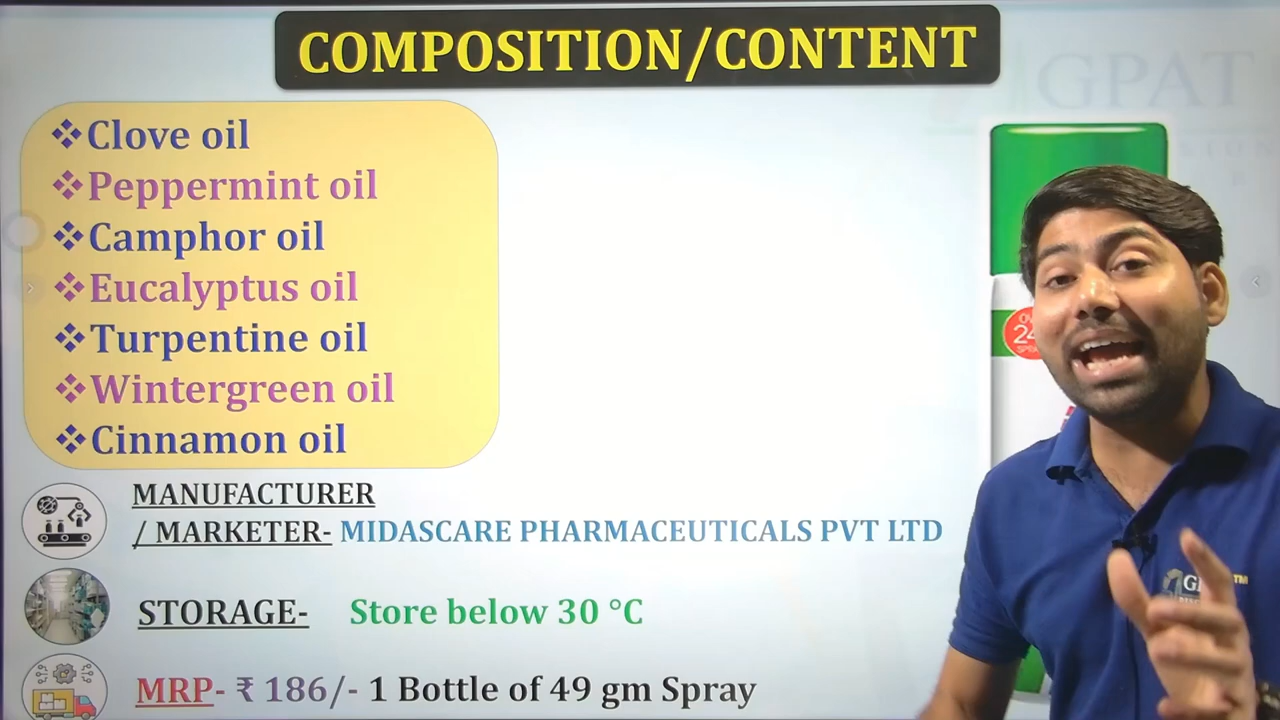 COMPOSITION/CONTENT
GPAT
❖Clove oil
❖Peppermint oil
❖Camphor oil
❖Eucalyptus oil
❖Turpentine oil
❖Wintergreen oil
❖Cinnamon oil
MANUFACTURER
/ MARKETER- MIDASCARE PHARMACEUTICALS PVT LTD
STORAGE- Store below 30 °C
MRP- ₹ 186/- 1 Bottle of 49 gm Spray